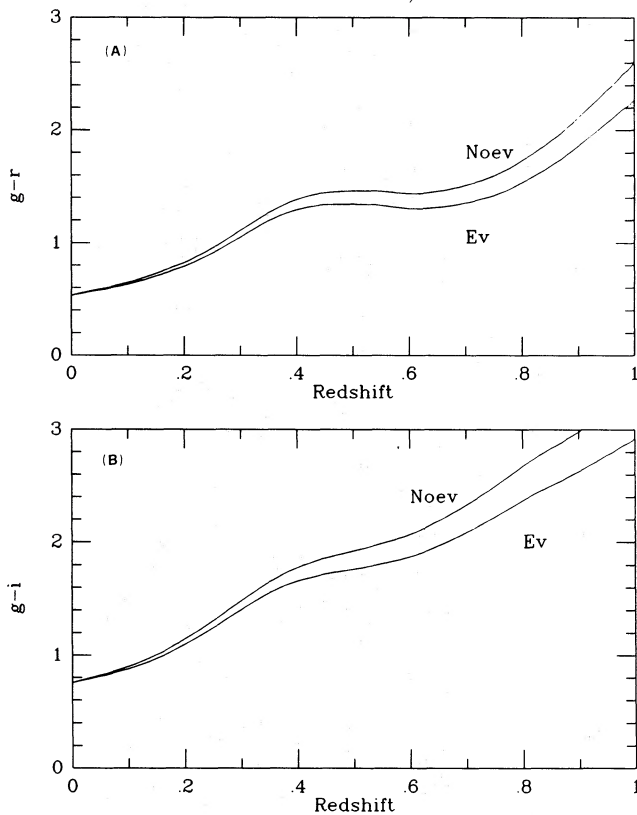 (A)
3
2
1
0
g-r
Noev
Ev
0 .2 .4 .6 .8 1
Redshift
(B)
3
2
1
0
g-i
Noev
Ev
0 .2 .4 .6 .8 1
Redshift